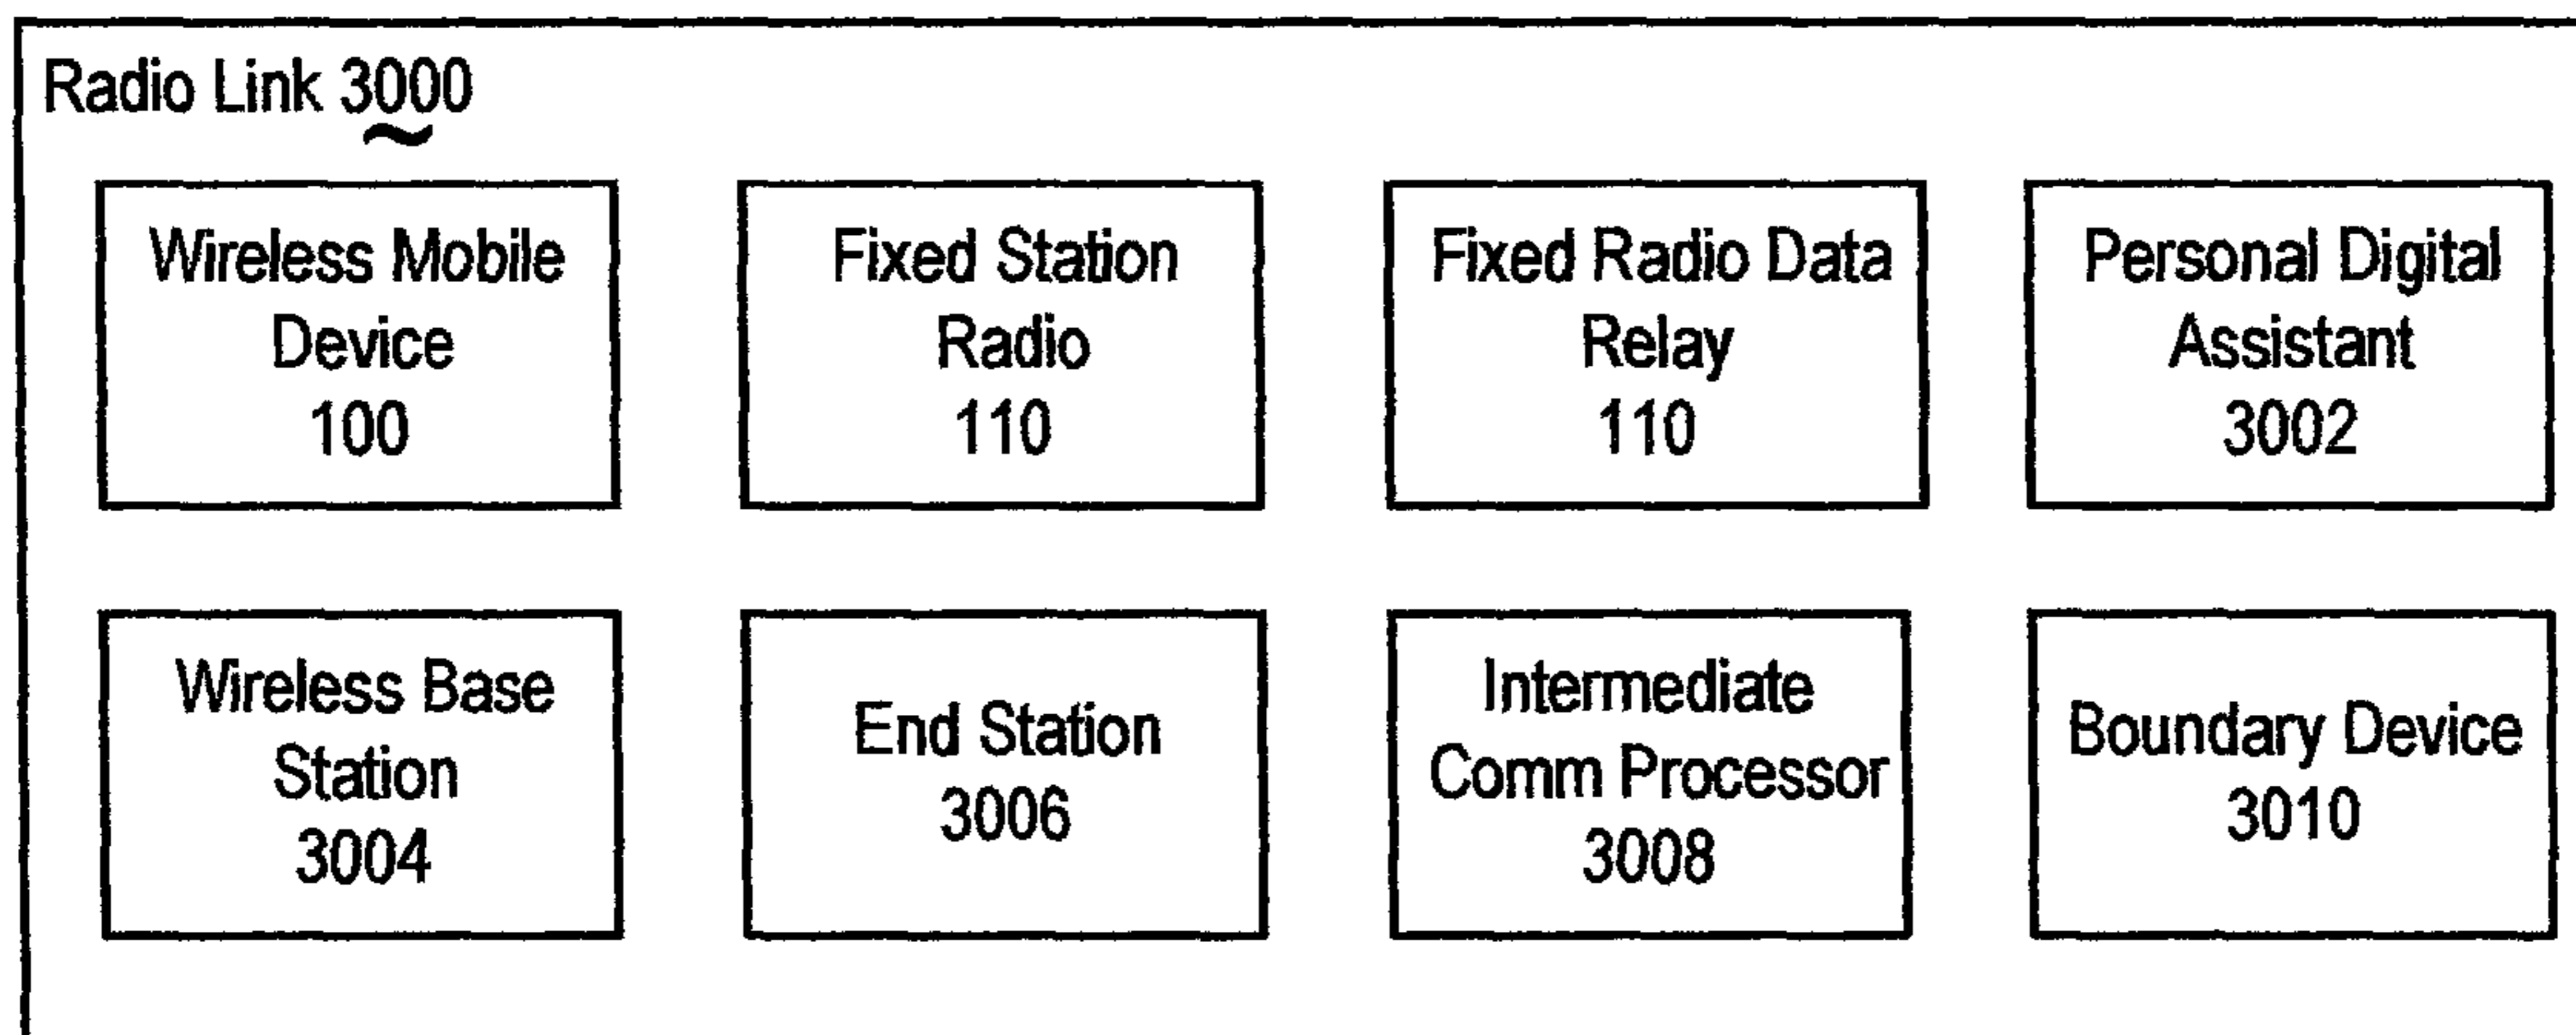 Radio Link 3000
Wireless Mobile
Device
100
Fixed Station
Radio
110
Fixed Radio Data
Relay
110
Personal Digital
Assistant
3002
Wireless Base
Station
3004
End Station
3006
Intermediate
Comm Processor
3008
Boundary Device
3010